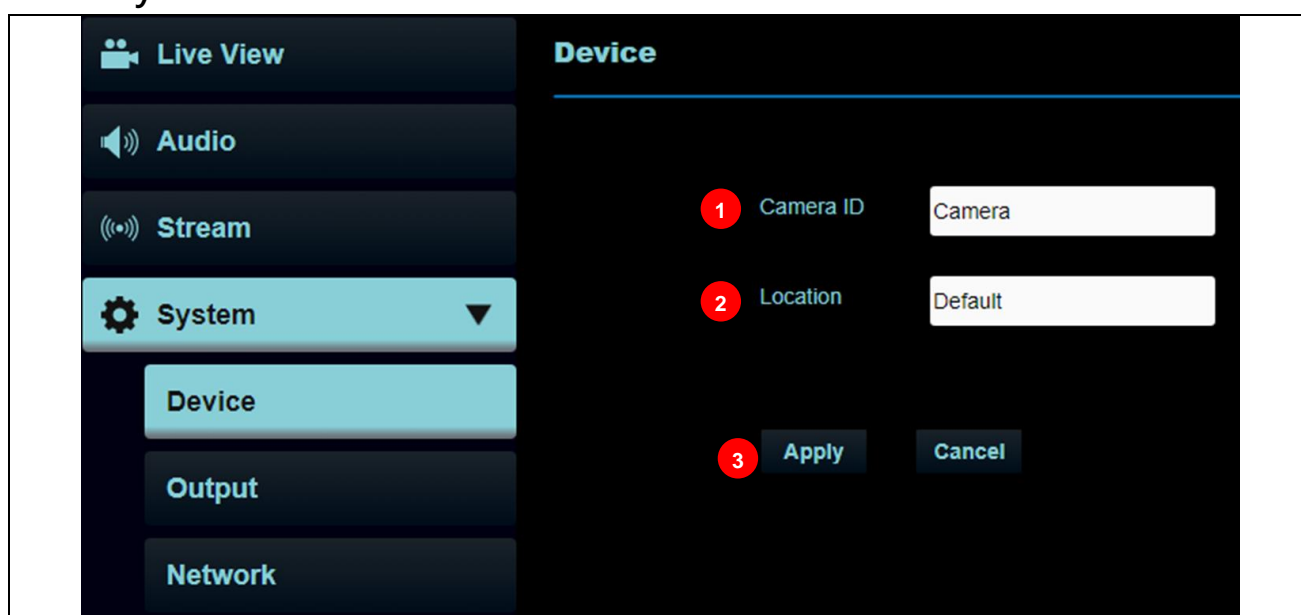 Live View
Audio
Stream
System
Device
Output
Network
Device
1 Camera ID Camera
2 Location Default
3 Apply Cancel